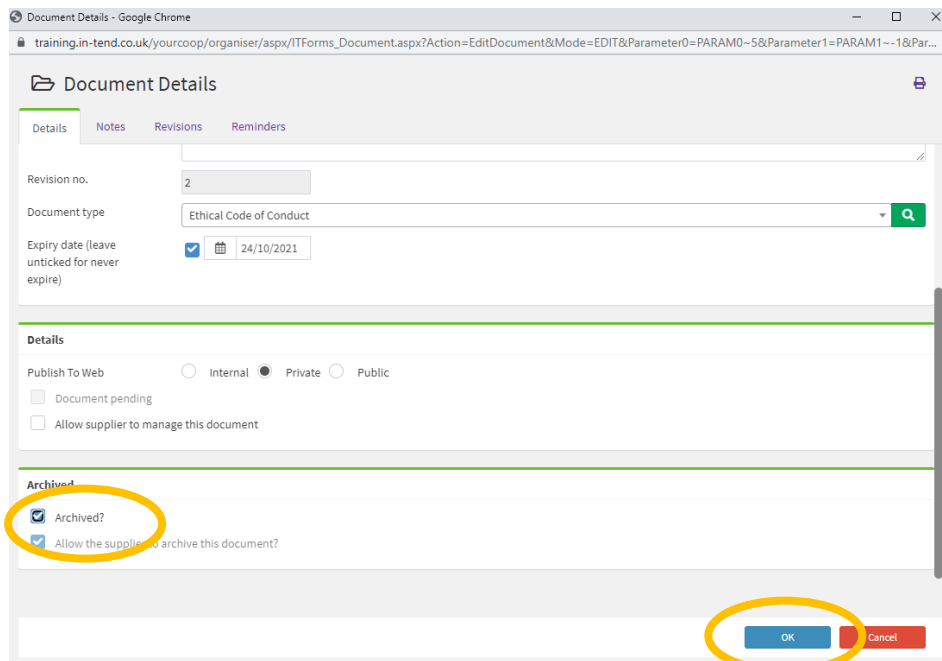 Document Details - Google Chrome
training.in-tend.co.uk/yourcoop/organiser/aspx/ITForms_Document.aspx?Action=EditDocument&Mode=EDIT&Parameter0=PARAM0~5&Parameter1=PARAM1~-1&Par...
Document Details
Details Notes Revisions Reminders
Revision no. 2
Document type Ethical Code of Conduct
Expiry date (leave
unticked for never
expire) 24/10/2021
Details
Publish To Web Internal Private Public
Document pending
Allow supplier to manage this document
Archived
Archived?
Allow the supplier to archive this document?
OK Cancel